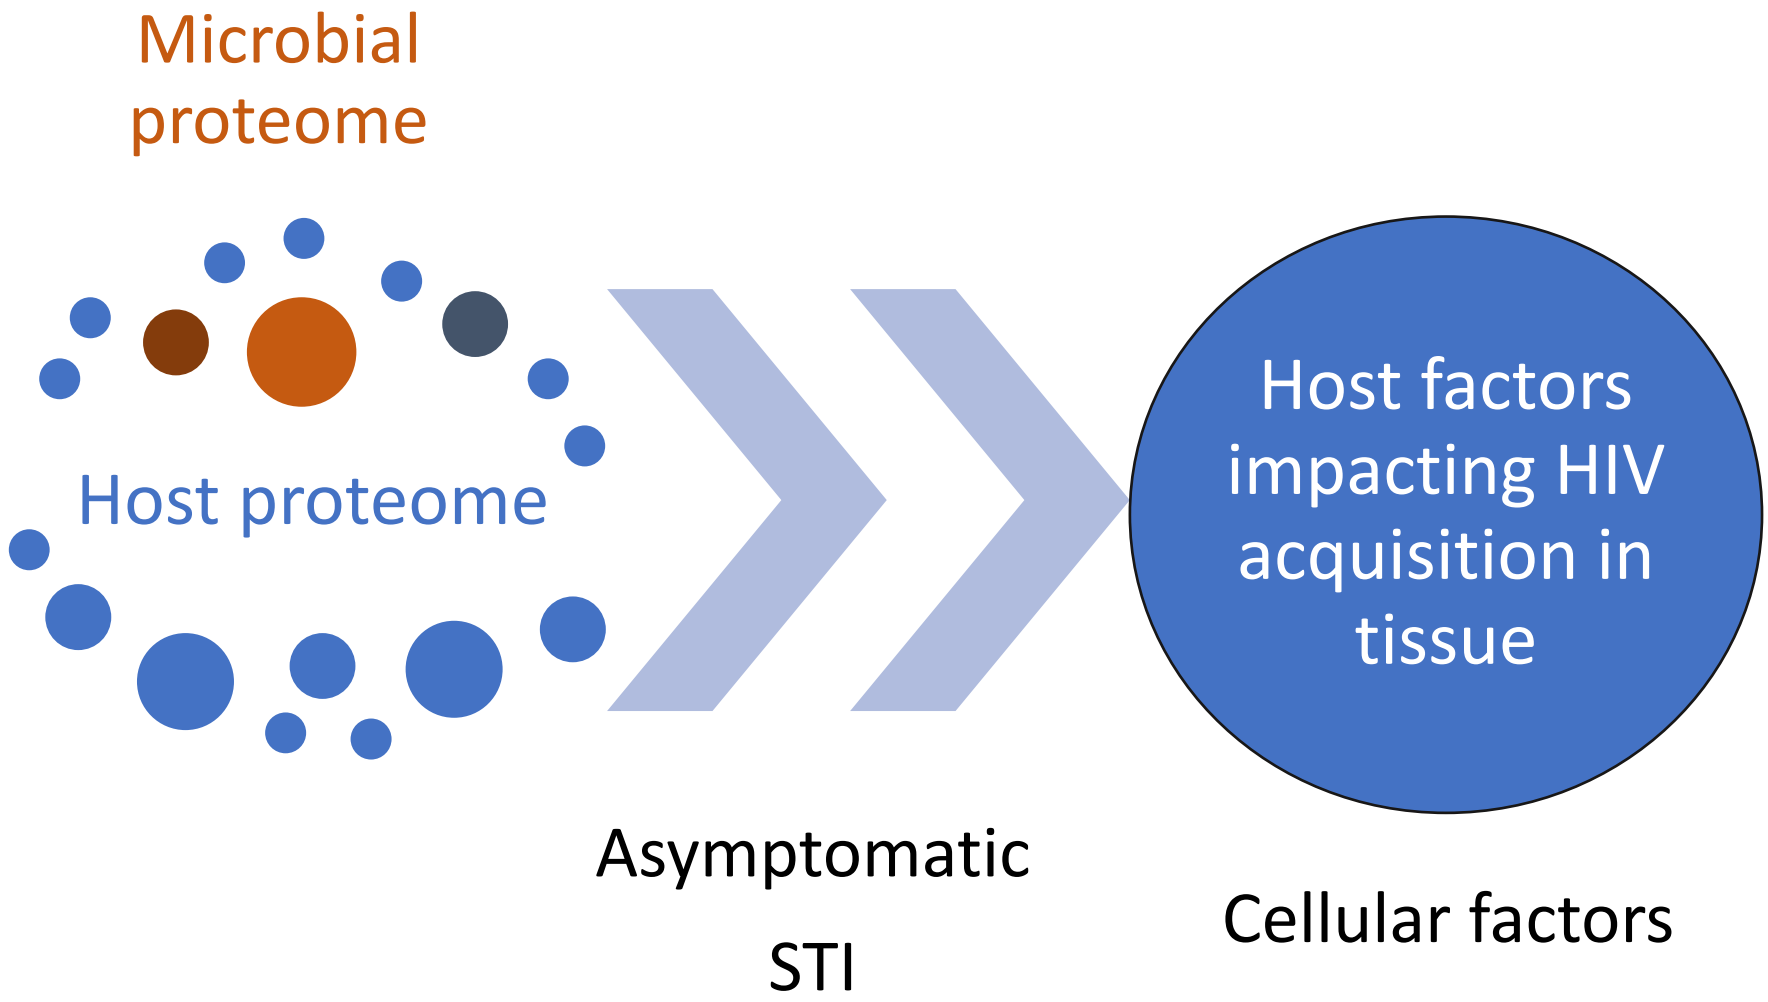 Microbial
proteome
Host proteome
Host factors
impacting HIV
acquisition in
tissue
Asymptomatic
STI
Cellular factors